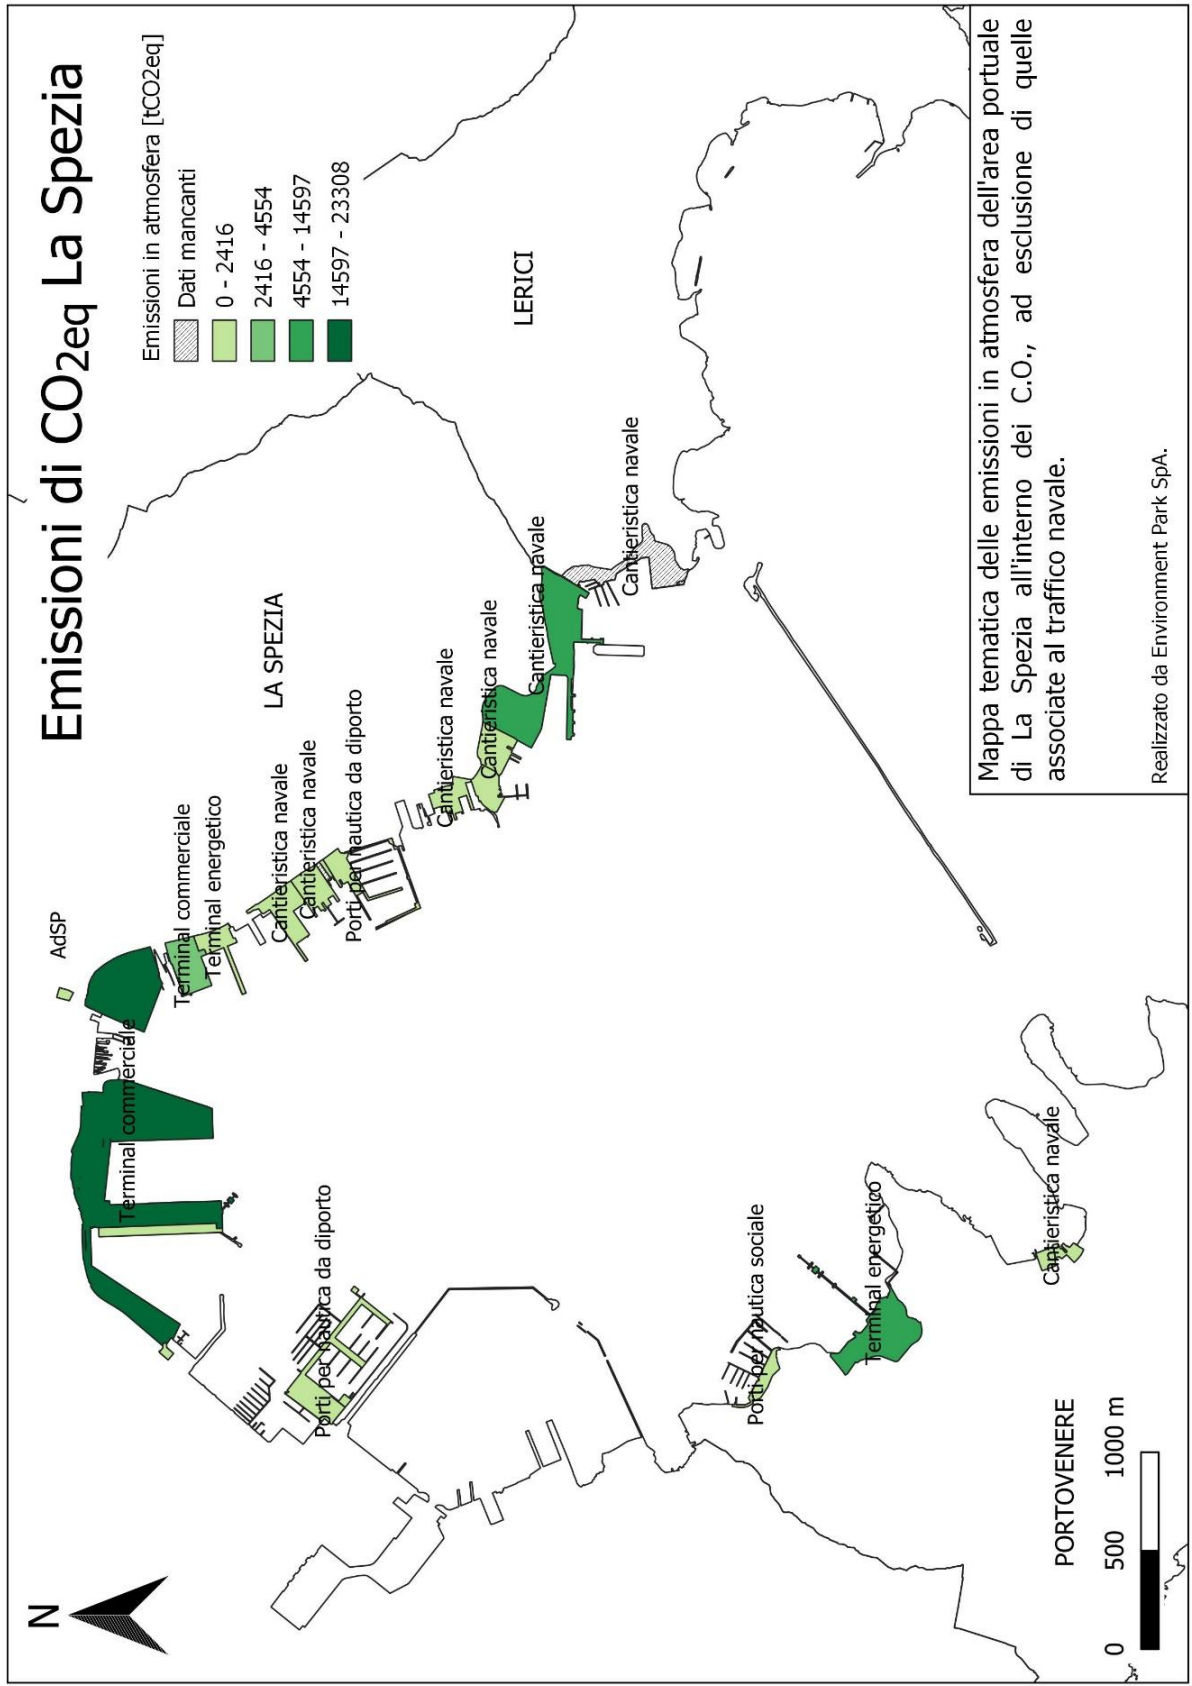 Emissioni di CO2eq La Spezia
N
Emissioni in atmosfera [tCO2eq]
Dati mancanti
0 - 2416
2416 - 4554
4554 - 14597
14597 - 23308
AdSP
Terminal commerciale
Terminal commerciale
Terminal energetico
LA SPEZIA
Cantieristica navale
Cantieristica navale
Porti per nautica da diporto
Porti per nautica da diporto
Cantieristica navale
Cantieristica navale
Cantieristica navale
LERICI
Cantieristica navale
Porti per nautica sociale
Terminal energetico
Cantieristica navale
PORTOVENERE
0 500 1000 m
Mappa tematica delle emissioni in atmosfera dell'area portuale
di La Spezia all'interno dei C.O., ad esclusione di quelle
associate al traffico navale.
Realizzato da Environment Park SpA.